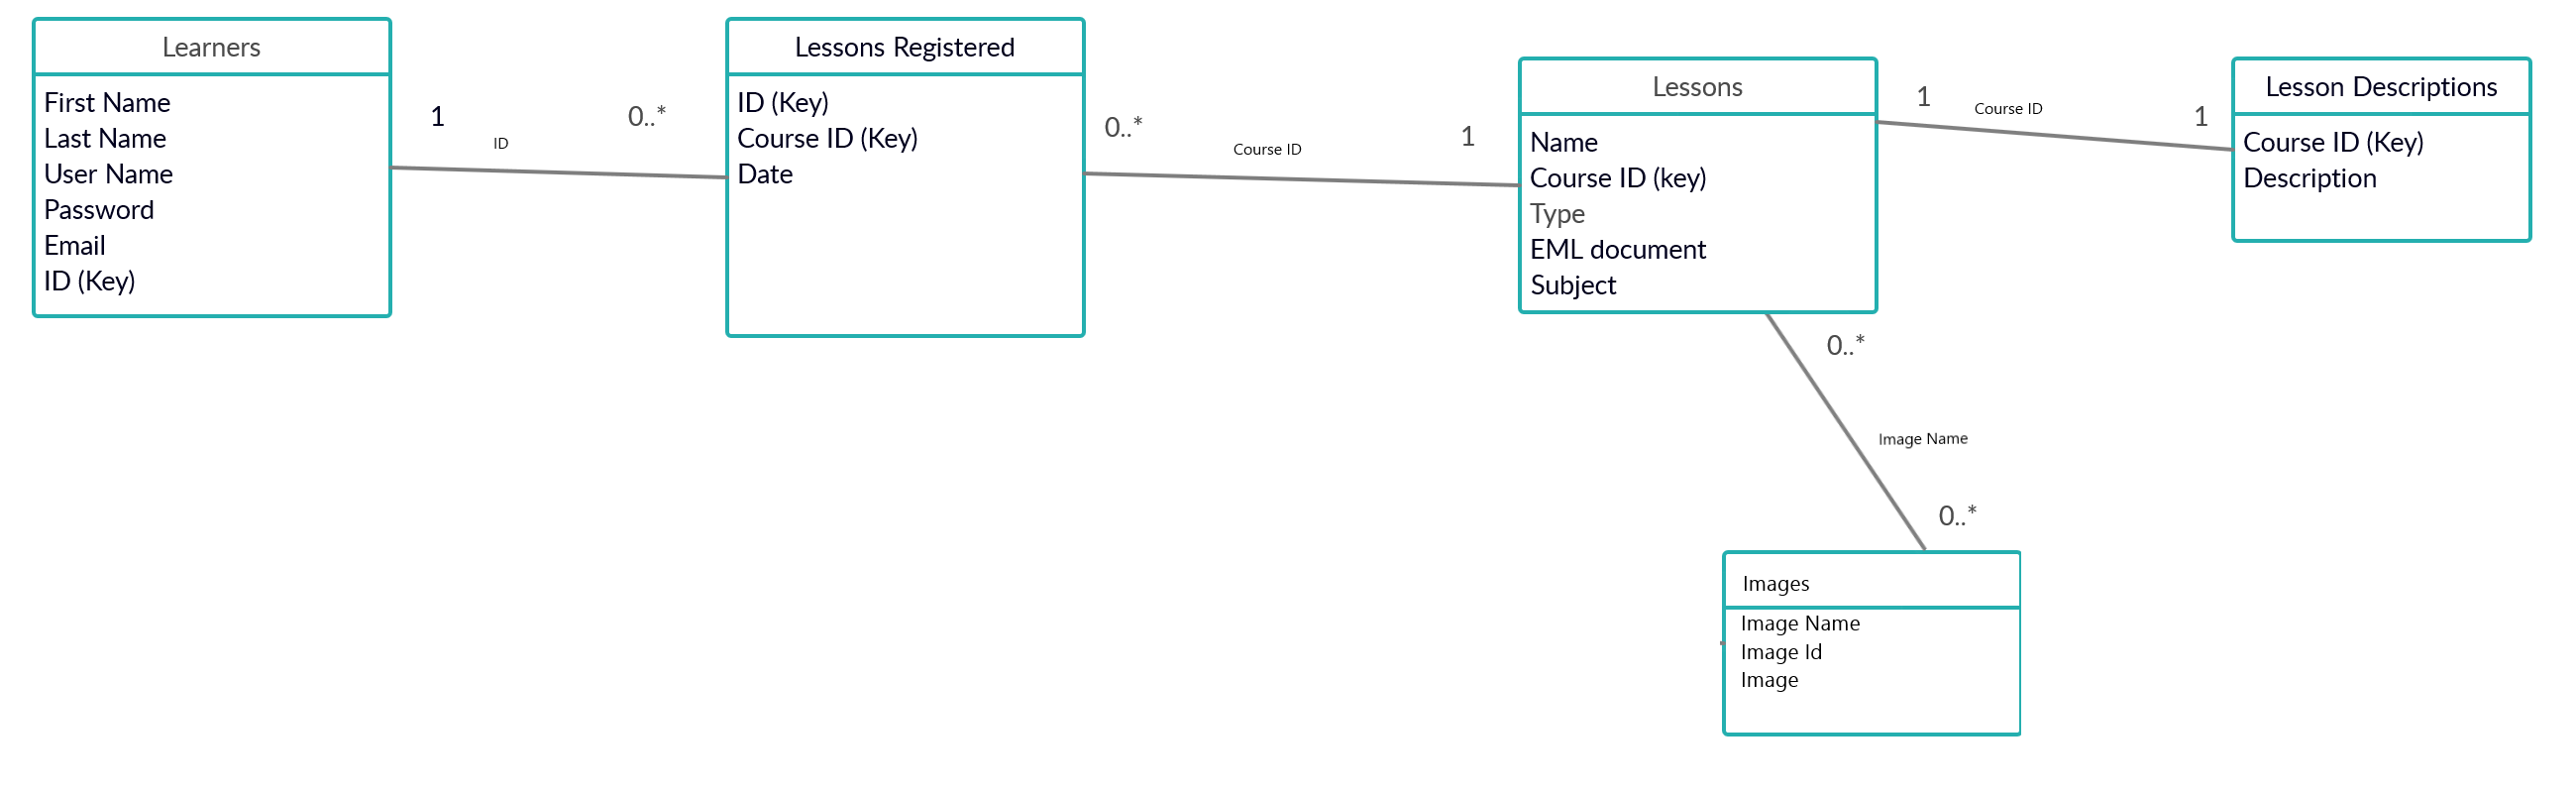 Learners
First Name
Last Name
User Name
Password
Email
ID (Key)
1
ID
0..*
Lessons Registered
ID (Key)
Course ID (Key)
Date
0..*
Course ID
1
Lessons
Name
Course ID (key)
Type
EML document
Subject
1
Course ID
1
Lesson Descriptions
Course ID (Key)
Description
0..*
Image Name
0..*
Images
Image Name
Image Id
Image